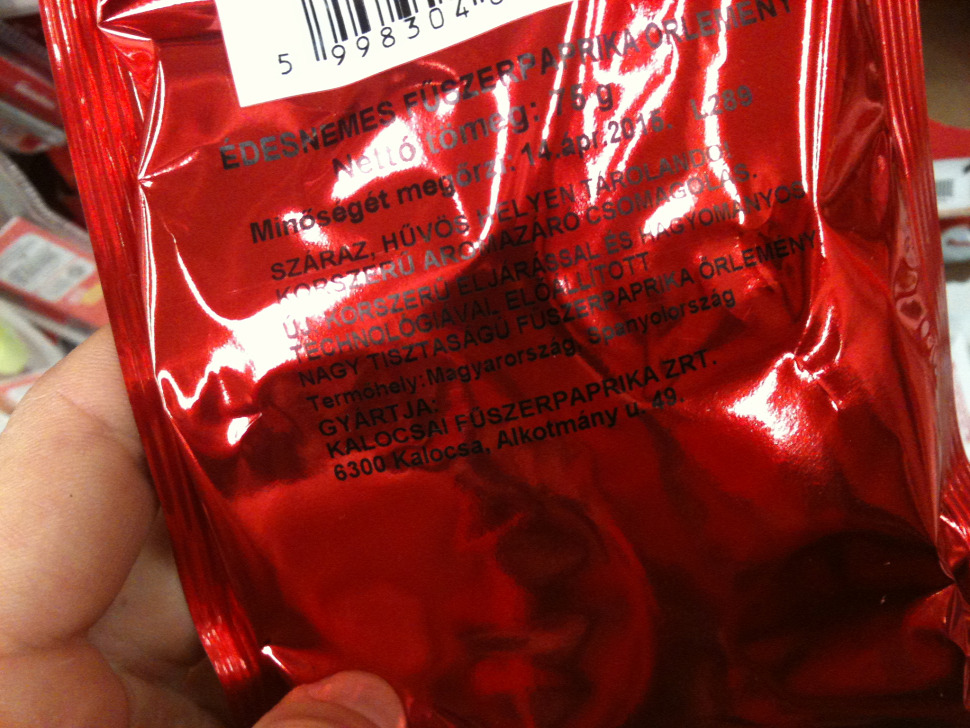 5 998304
ÉDESNEMES FŰSZERPAPRIKA ŐRLEMÉNY
Nettó tömeg: 75 g
Minőségét megőrzi: 14.ápr.2015. L289
SZÁRAZ, HŰVÖS HELYEN TÁROLANDÓ!
KORSZERŰ AROMAZÁRÓ CSOMAGOLÁS.
ÚJ, KORSZERŰ ELJÁRÁSSAL ÉS HAGYOMÁNYOS
TECHNOLÓGIÁVAL ELŐÁLLÍTOTT
NAGY TISZTASÁGÚ FŰSZERPAPRIKA ŐRLEMÉNY.
Termőhely: Magyarország, Spanyolország
GYÁRTJA:
KALOCSAI FŰSZERPAPRIKA ZRT.
6300 Kalocsa, Alkotmány u. 49.